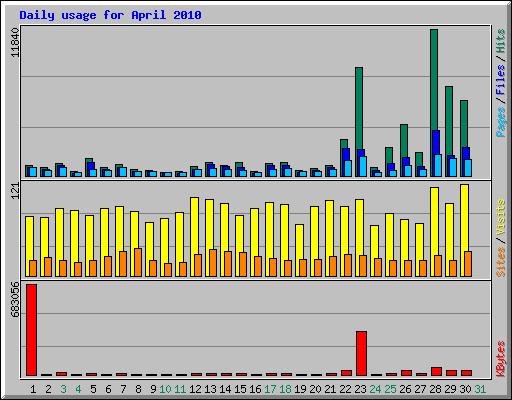 Daily usage for April 2010
11840
Pages / Files / Hits
121
Sites / Visits
683056
KBytes
1 2 3 4 5 6 7 8 9 10 11 12 13 14 15 16 17 18 19 20 21 22 23 24 25 26 27 28 29 30 31